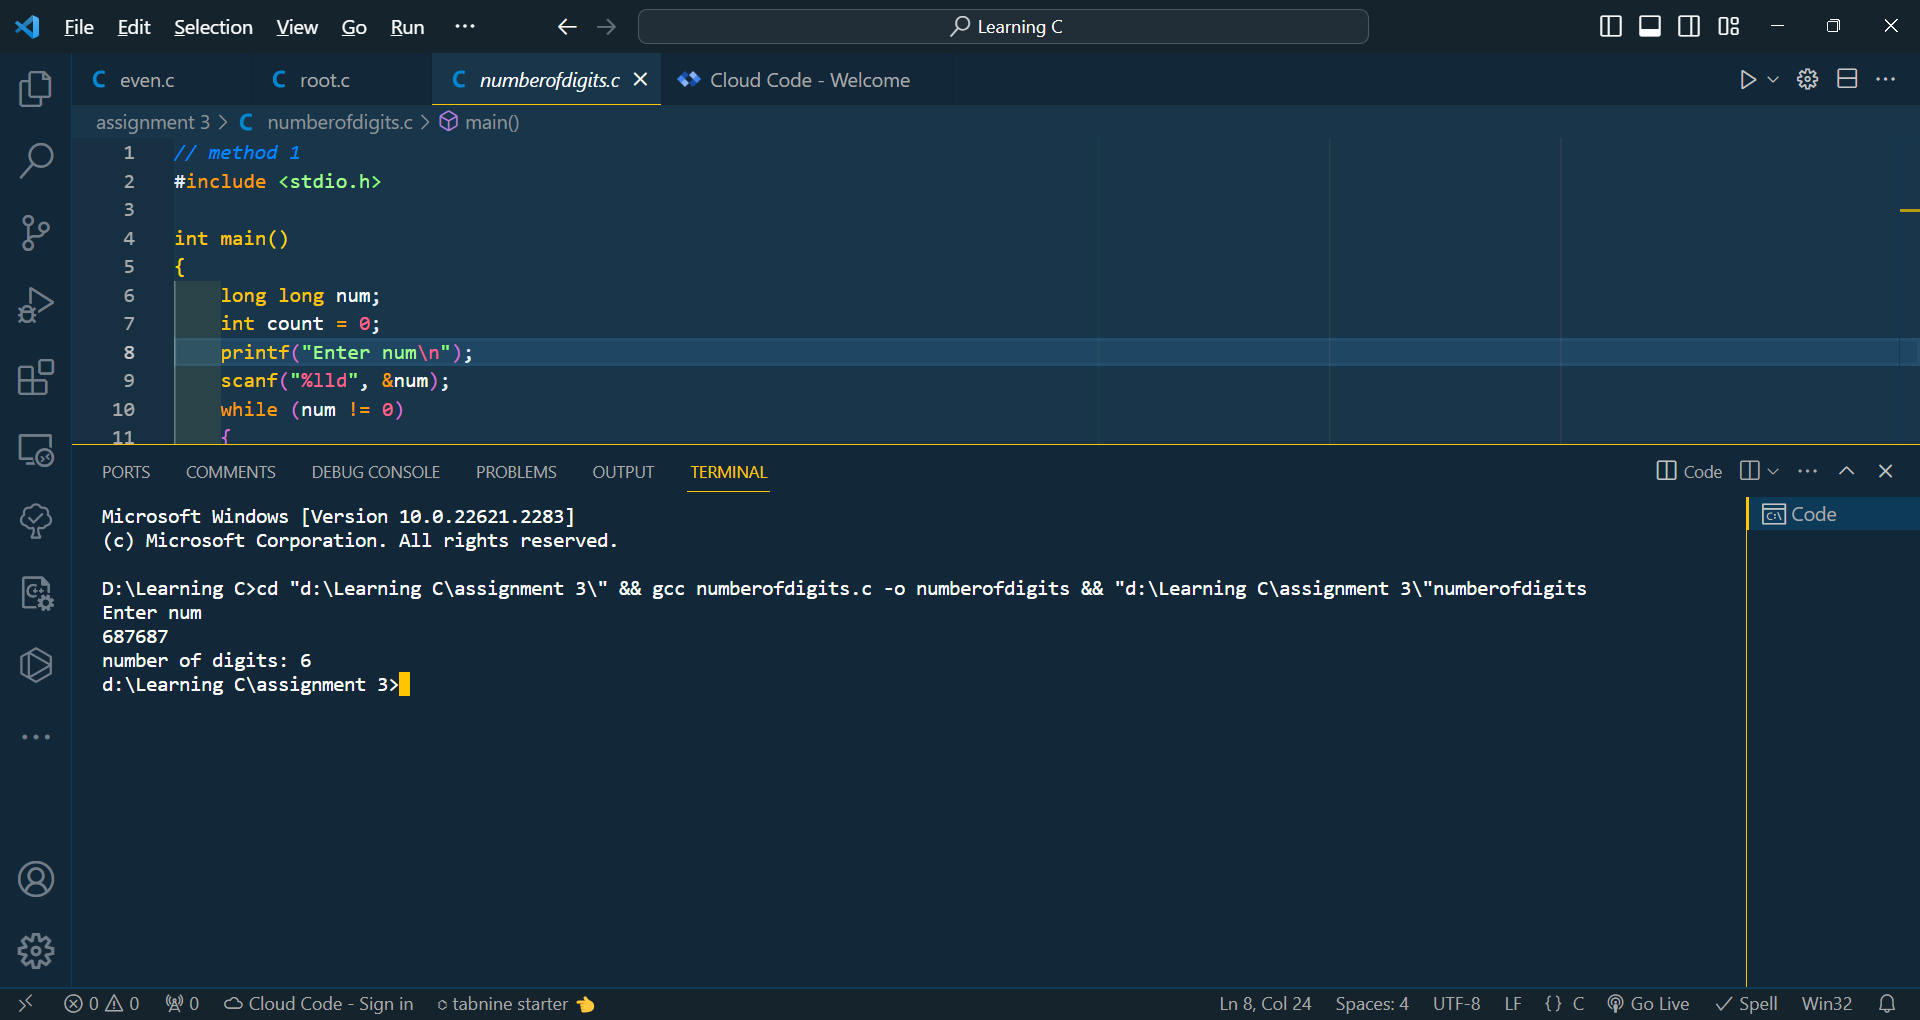 File Edit Selection View Go Run ··· Learning C
even.c root.c numberofdigits.c Cloud Code - Welcome
assignment 3 > C numberofdigits.c > main()
1 // method 1
2 #include <stdio.h>
3
4 int main()
5 {
6 long long num;
7 int count = 0;
8 printf("Enter num\n");
9 scanf("%lld", &num);
10 while (num != 0)
11 {
PORTS COMMENTS DEBUG CONSOLE PROBLEMS OUTPUT TERMINAL Code
Microsoft Windows [Version 10.0.22621.2283]
(c) Microsoft Corporation. All rights reserved.
Code
D:\Learning C>cd "d:\Learning C\assignment 3\" && gcc numberofdigits.c -o numberofdigits && "d:\Learning C\assignment 3\"numberofdigits
Enter num
687687
number of digits: 6
d:\Learning C\assignment 3>
0 0 0 Cloud Code - Sign in tabnine starter Ln 8, Col 24 Spaces: 4 UTF-8 LF {} C Go Live Spell Win32